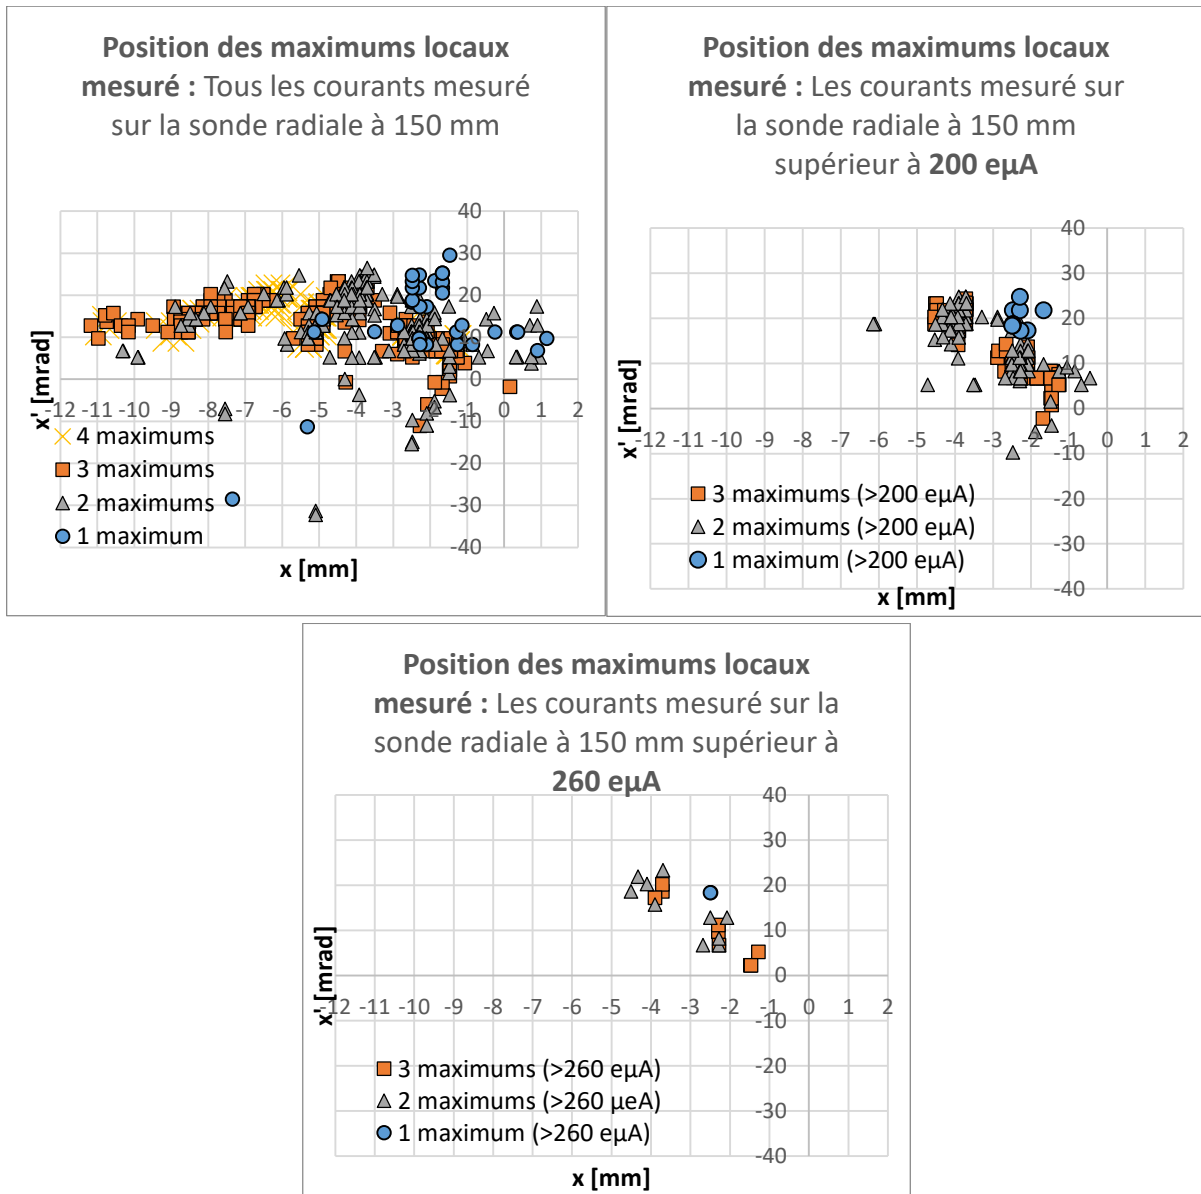 Position des maximums locaux
mesuré : Tous les courants mesuré
sur la sonde radiale à 150 mm
40
30
20
10
0
-10
-20
-30
-40
-12 -11 -10 -9 -8 -7 -6 -5 -4 -3 -2 -1 0 1 2
x' [mrad]
4 maximums
3 maximums
2 maximums
1 maximum
x [mm]
Position des maximums locaux
mesuré : Les courants mesuré sur
la sonde radiale à 150 mm
supérieur à 200 eμA
40
30
20
10
0
-10
-20
-30
-40
-12 -11 -10 -9 -8 -7 -6 -5 -4 -3 -2 -1 0 1 2
x' [mrad]
3 maximums (>200 eμA)
2 maximums (>200 eμA)
1 maximum (>200 eμA)
x [mm]
Position des maximums locaux
mesuré : Les courants mesuré sur la
sonde radiale à 150 mm supérieur à
260 eμA
40
30
20
10
0
-10
-20
-30
-40
-12 -11 -10 -9 -8 -7 -6 -5 -4 -3 -2 -1 0 1 2
x' [mrad]
3 maximums (>260 eμA)
2 maximums (>260 μeA)
1 maximum (>260 eμA)
x [mm]